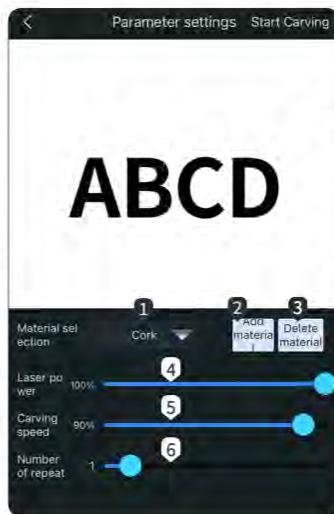 Parameter settings Start Carving
ABCD
1 2 3
Material sel
ection
Cork
Add
materia
l
Delete
material
4
Laser po
wer
100%
5
Carving
speed
90%
6
Number
of repeat
1